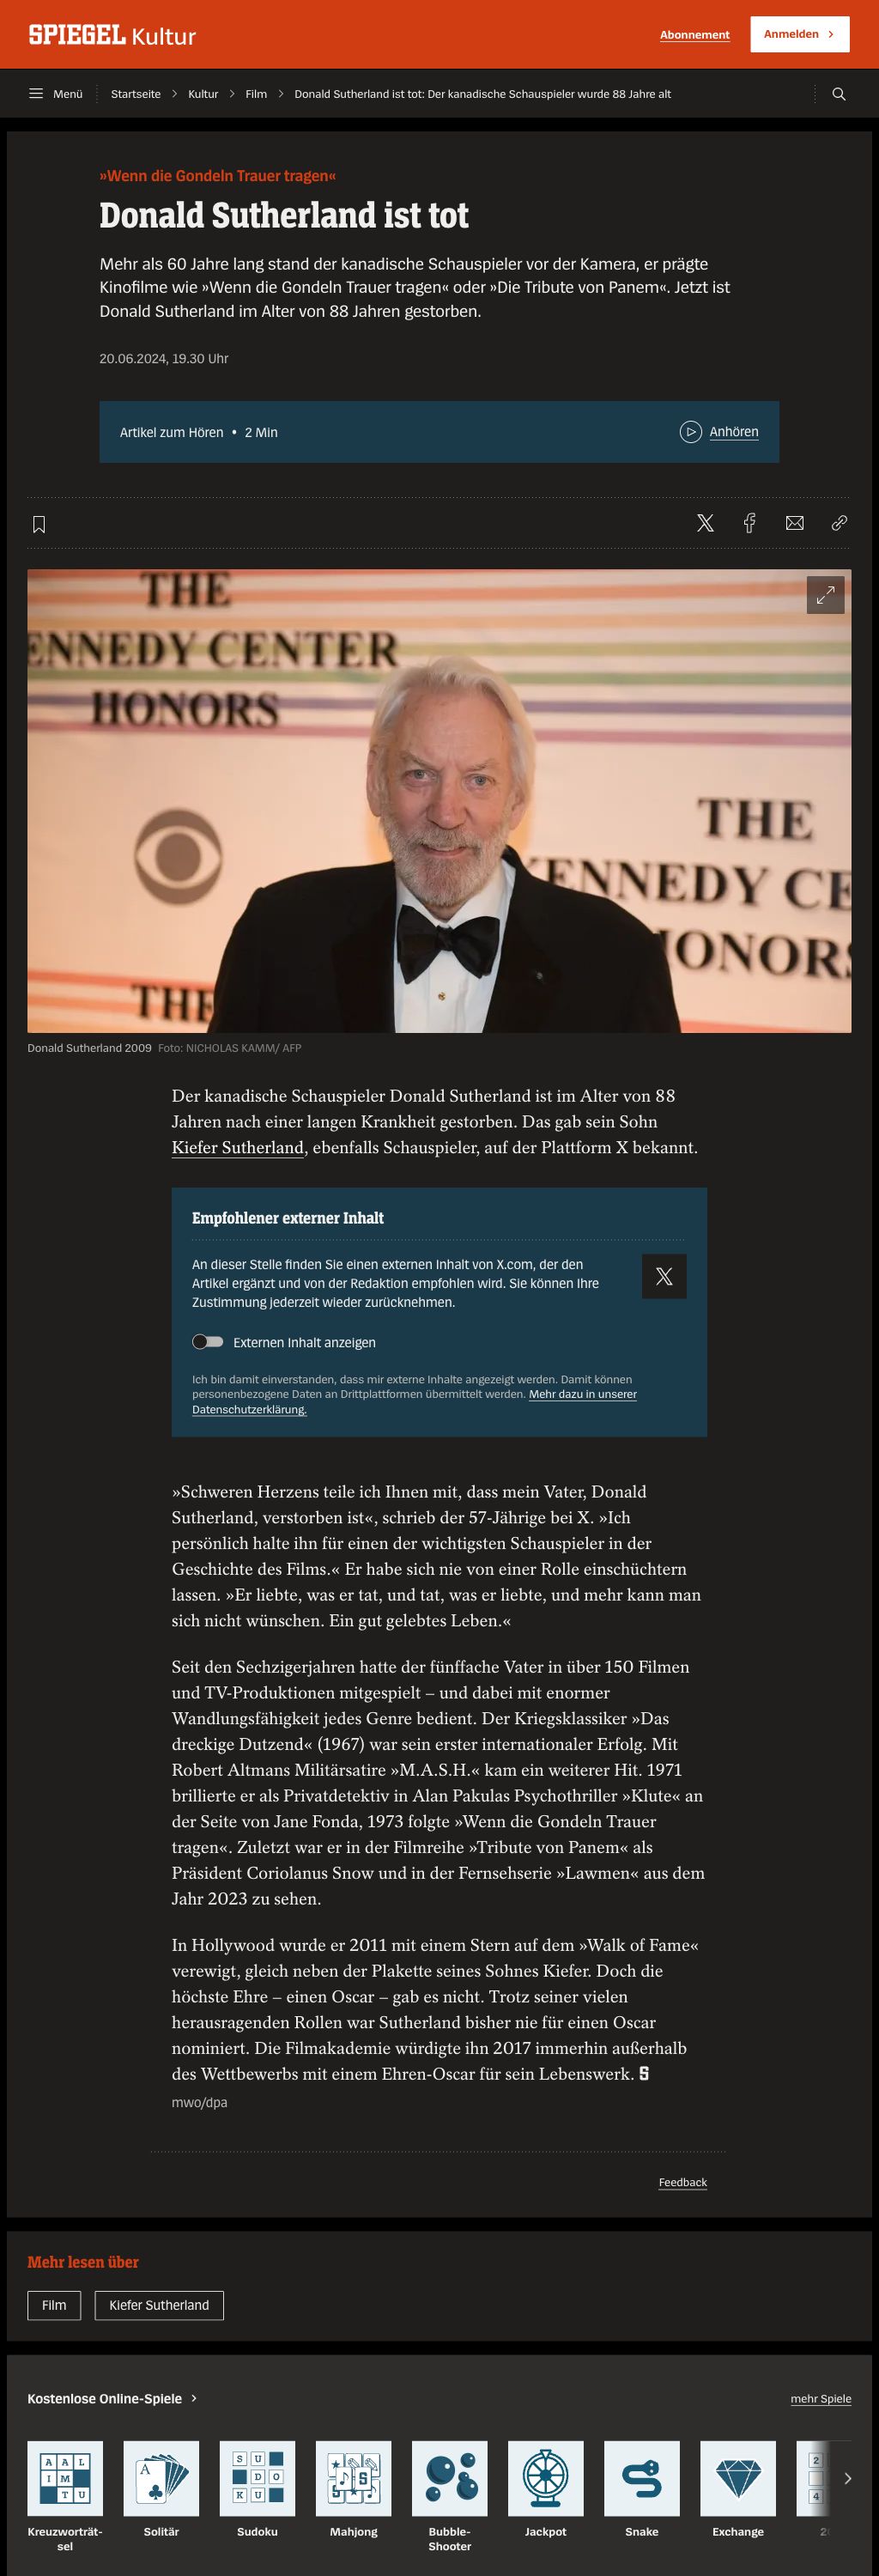 SPIEGEL Kultur
Abonnement
Anmelden
Menü
Startseite
Kultur
Film
Donald Sutherland ist tot: Der kanadische Schauspieler wurde 88 Jahre alt
»Wenn die Gondeln Trauer tragen«
Donald Sutherland ist tot
Mehr als 60 Jahre lang stand der kanadische Schauspieler vor der Kamera, er prägte
Kinofilme wie »Wenn die Gondeln Trauer tragen« oder »Die Tribute von Panem«. Jetzt ist
Donald Sutherland im Alter von 88 Jahren gestorben.
20.06.2024, 19.30 Uhr
Artikel zum Hören • 2 Min
Anhören
THE
ENNEDY CENTER
HONORS
THE
ENNEDY CE
ONORS
THE
Donald Sutherland 2009 Foto: NICHOLAS KAMM/ AFP
Der kanadische Schauspieler Donald Sutherland ist im Alter von 88
Jahren nach einer langen Krankheit gestorben. Das gab sein Sohn
Kiefer Sutherland, ebenfalls Schauspieler, auf der Plattform X bekannt.
Empfohlener externer Inhalt
An dieser Stelle finden Sie einen externen Inhalt von X.com, der den
Artikel ergänzt und von der Redaktion empfohlen wird. Sie können Ihre
Zustimmung jederzeit wieder zurücknehmen.
Externen Inhalt anzeigen
Ich bin damit einverstanden, dass mir externe Inhalte angezeigt werden. Damit können
personenbezogene Daten an Drittplattformen übermittelt werden. Mehr dazu in unserer
Datenschutzerklärung.
»Schweren Herzens teile ich Ihnen mit, dass mein Vater, Donald
Sutherland, verstorben ist«, schrieb der 57-Jährige bei X. »Ich
persönlich halte ihn für einen der wichtigsten Schauspieler in der
Geschichte des Films.« Er habe sich nie von einer Rolle einschüchtern
lassen. »Er liebte, was er tat, und tat, was er liebte, und mehr kann man
sich nicht wünschen. Ein gut gelebtes Leben.«
Seit den Sechzigerjahren hatte der fünffache Vater in über 150 Filmen
und TV-Produktionen mitgespielt – und dabei mit enormer
Wandlungsfähigkeit jedes Genre bedient. Der Kriegsklassiker »Das
dreckige Dutzend« (1967) war sein erster internationaler Erfolg. Mit
Robert Altmans Militärsatire »M.A.S.H.« kam ein weiterer Hit. 1971
brillierte er als Privatdetektiv in Alan Pakulas Psychothriller »Klute« an
der Seite von Jane Fonda, 1973 folgte »Wenn die Gondeln Trauer
tragen«. Zuletzt war er in der Filmreihe »Tribute von Panem« als
Präsident Coriolanus Snow und in der Fernsehserie »Lawmen« aus dem
Jahr 2023 zu sehen.
In Hollywood wurde er 2011 mit einem Stern auf dem »Walk of Fame«
verewigt, gleich neben der Plakette seines Sohnes Kiefer. Doch die
höchste Ehre – einen Oscar – gab es nicht. Trotz seiner vielen
herausragenden Rollen war Sutherland bisher nie für einen Oscar
nominiert. Die Filmakademie würdigte ihn 2017 immerhin außerhalb
des Wettbewerbs mit einem Ehren-Oscar für sein Lebenswerk. S
mwo/dpa
Feedback
Mehr lesen über
Film
Kiefer Sutherland
Kostenlose Online-Spiele
mehr Spiele
A A L
I M
T U
A
S U
D O
K U
S
S
2
4
Kreuzworträt-
sel
Solitär
Sudoku
Mahjong
Bubble-
Shooter
Jackpot
Snake
Exchange